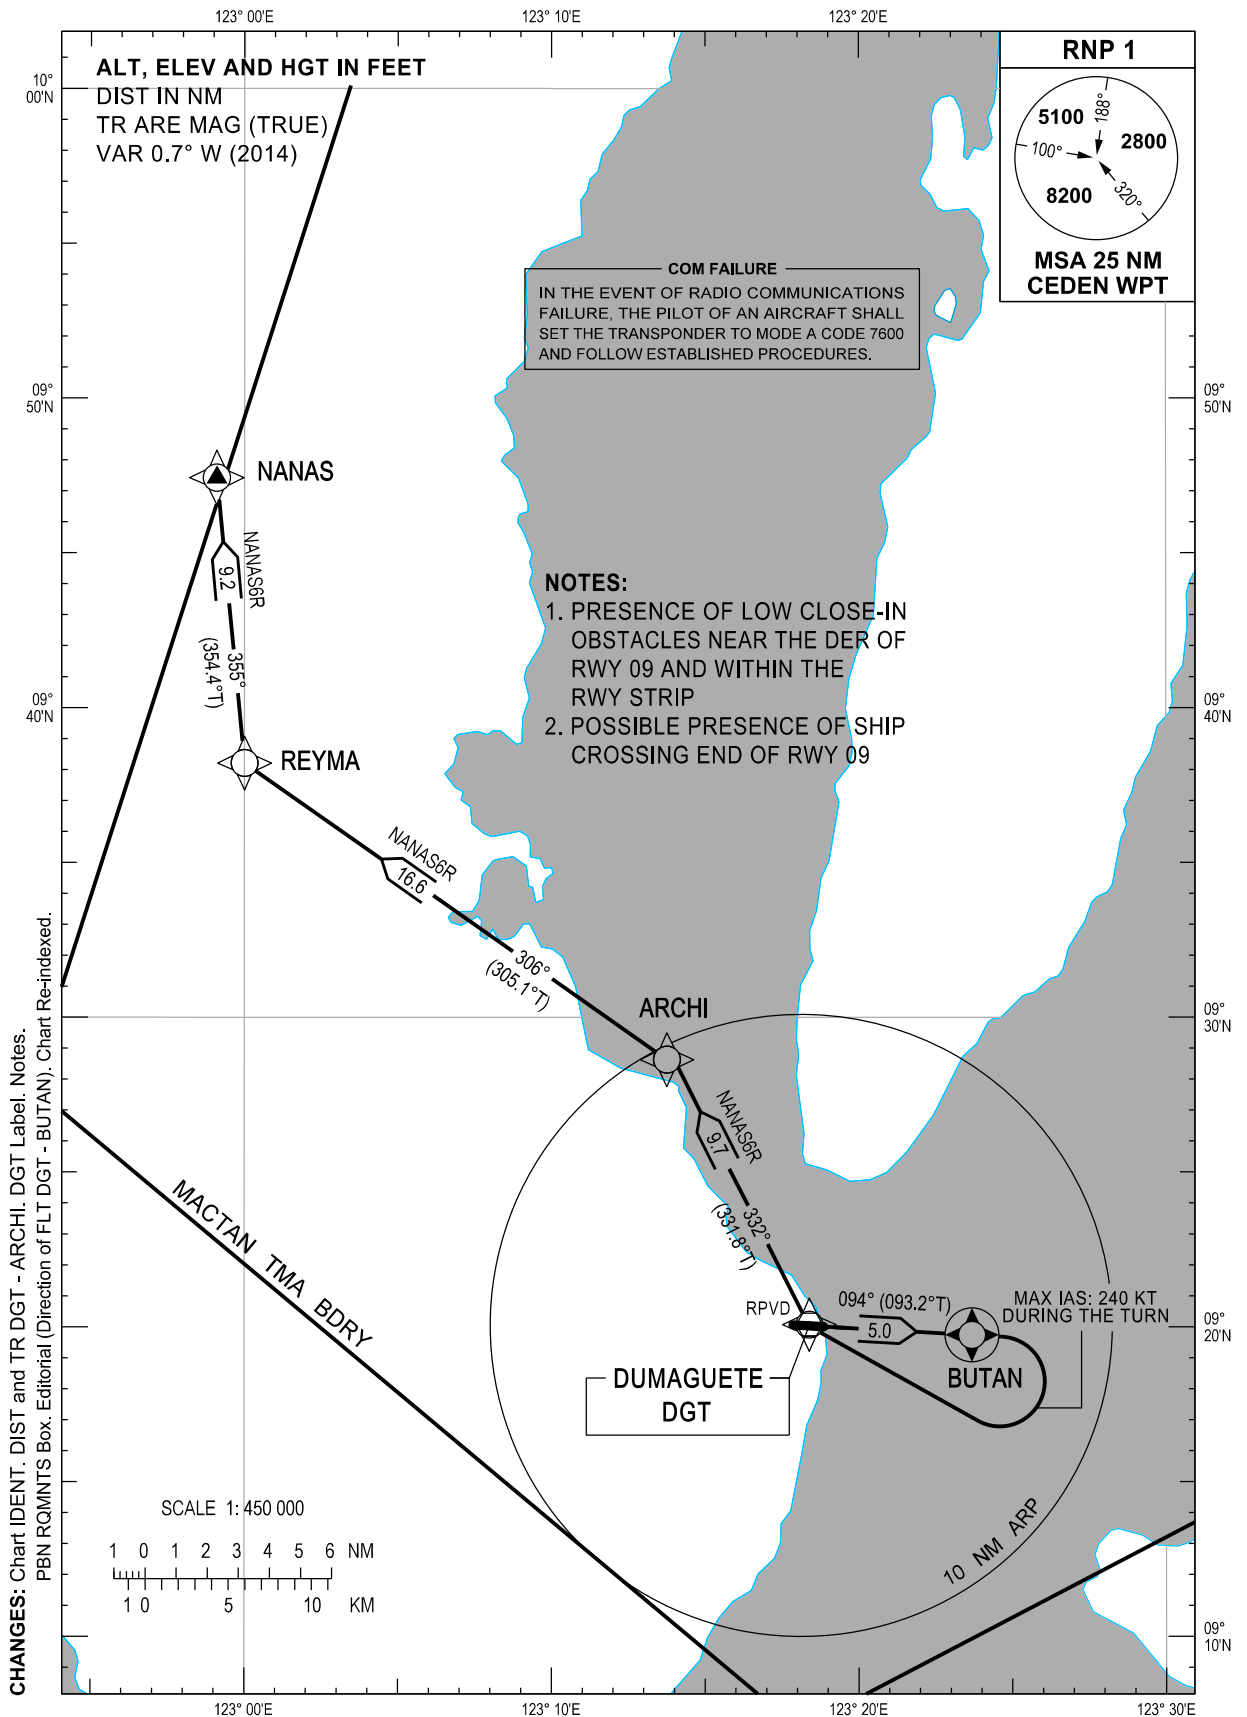 123° 00'E
123° 10'E
123° 20'E
ALT, ELEV AND HGT IN FEET
DIST IN NM
TR ARE MAG (TRUE)
VAR 0.7° W (2014)
RNP 1
5100
188°
2800
100°
8200
320°
MSA 25 NM
CEDEN WPT
10°
00'N
COM FAILURE
IN THE EVENT OF RADIO COMMUNICATIONS
FAILURE, THE PILOT OF AN AIRCRAFT SHALL
SET THE TRANSPONDER TO MODE A CODE 7600
AND FOLLOW ESTABLISHED PROCEDURES.
09°
50'N
09°
50'N
NANAS
NANAS6R
9.2
355°
(354.4°T)
NOTES:
1. PRESENCE OF LOW CLOSE-IN
OBSTACLES NEAR THE DER OF
RWY 09 AND WITHIN THE
RWY STRIP
2. POSSIBLE PRESENCE OF SHIP
CROSSING END OF RWY 09
09°
40'N
09°
40'N
REYMA
NANAS6R
16.6
306°
(305.1°T)
ARCHI
09°
30'N
NANAS6R
9.7
332°
(331.8°T)
MACTAN TMA BDRY
RPVD
094° (093.2°T)
5.0
MAX IAS: 240 KT
DURING THE TURN
09°
20'N
BUTAN
DUMAGUETE
DGT
10 NM ARP
SCALE 1: 450 000
1 0 1 2 3 4 5 6 NM
1 0 5 10 KM
09°
10'N
123° 00'E
123° 10'E
123° 20'E
123° 30'E
CHANGES: Chart IDENT. DIST and TR DGT - ARCHI. DGT Label. Notes.
PBN RQMNTS Box. Editorial (Direction of FLT DGT - BUTAN). Chart Re-indexed.